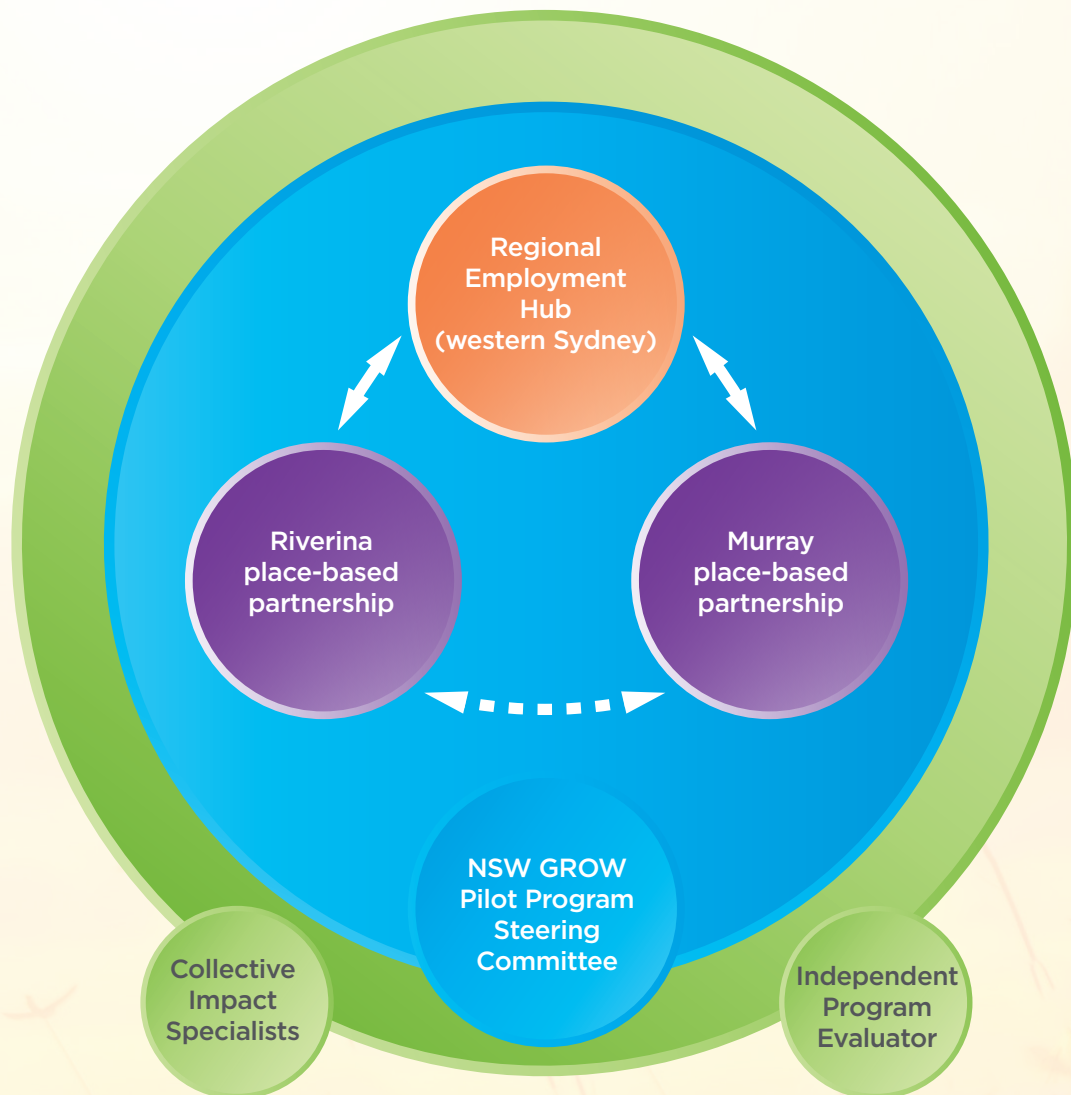 Regional
Employment
Hub
(western Sydney)
Riverina
place-based
partnership
Murray
place-based
partnership
NSW GROW
Pilot Program
Steering
Committee
Collective
Impact
Specialists
Independent
Program
Evaluator